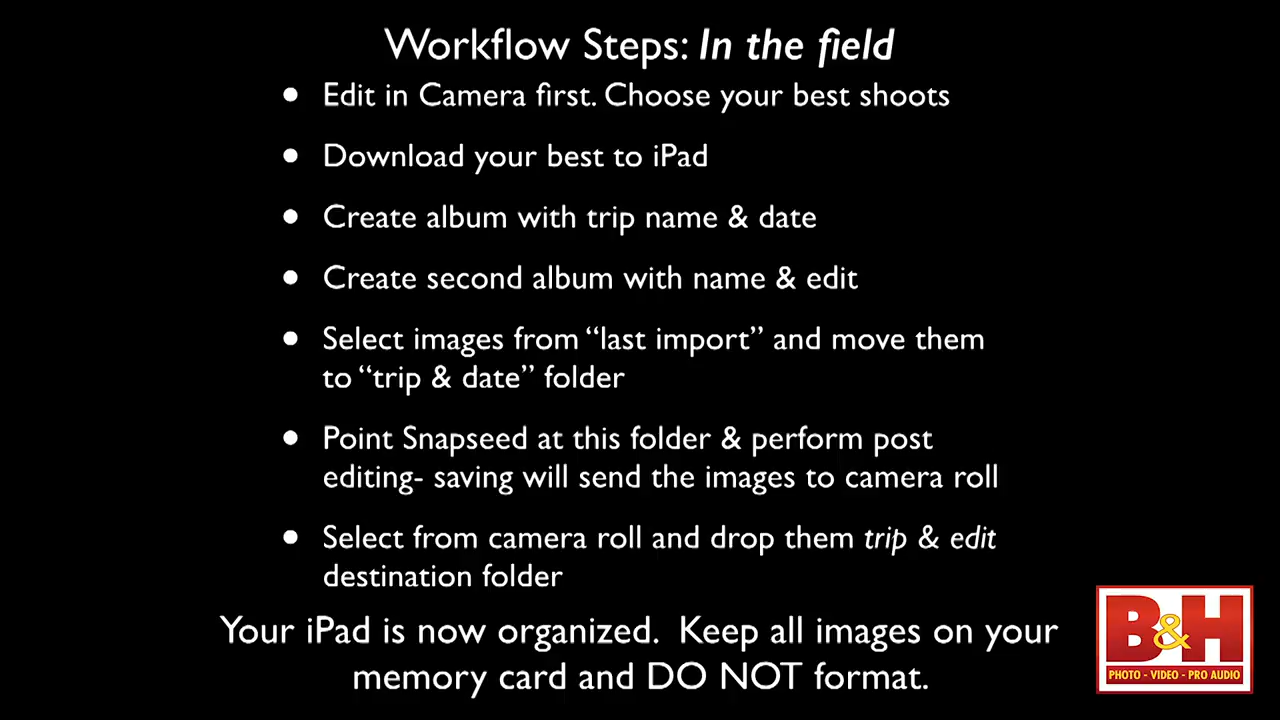 Workflow Steps: In the field
• Edit in Camera first. Choose your best shoots
• Download your best to iPad
• Create album with trip name & date
• Create second album with name & edit
• Select images from “last import” and move them
to “trip & date” folder
• Point Snapseed at this folder & perform post
editing- saving will send the images to camera roll
• Select from camera roll and drop them trip & edit
destination folder
Your iPad is now organized. Keep all images on your
memory card and DO NOT format.
B&H
PHOTO - VIDEO - PRO AUDIO